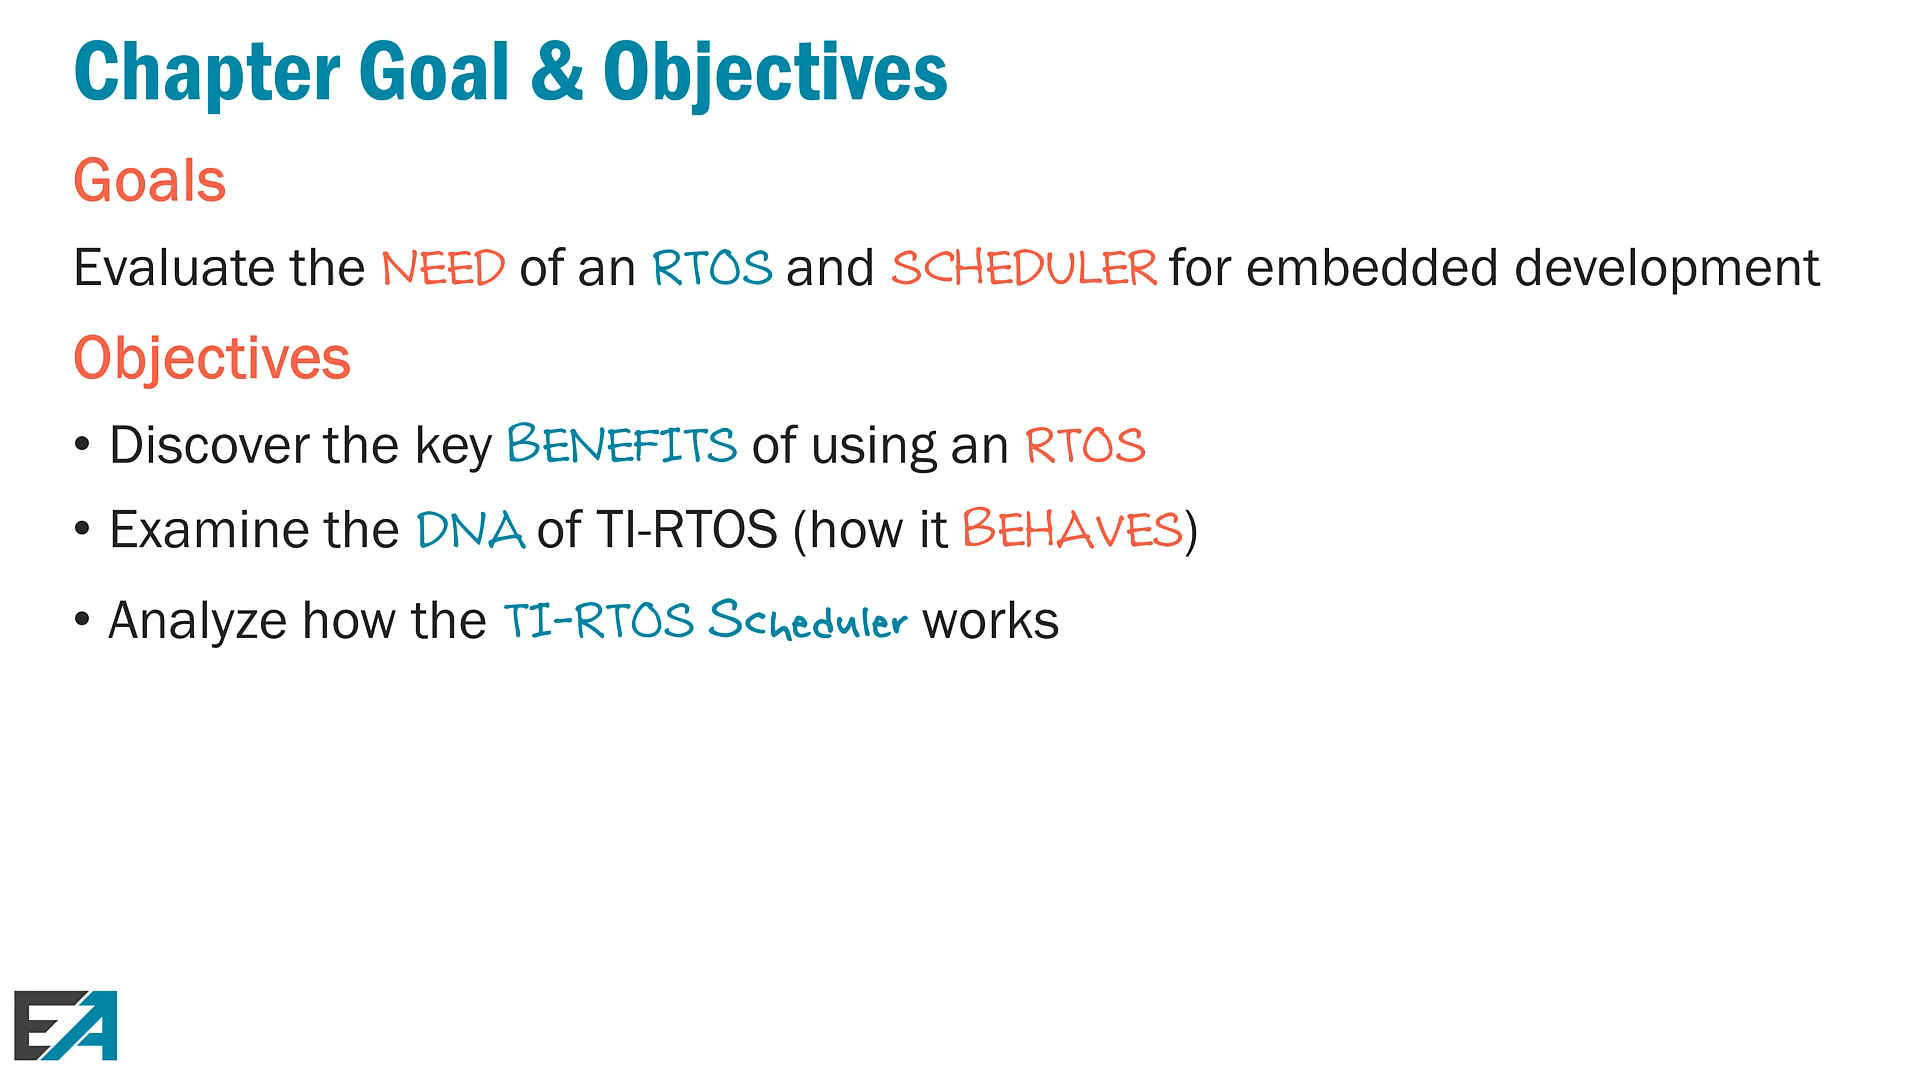 Chapter Goal & Objectives
Goals
Evaluate the NEED of an RTOS and SCHEDULER for embedded development
Objectives
• Discover the key BENEFITS of using an RTOS
• Examine the DNA of TI-RTOS (how it BEHAVES)
• Analyze how the TI-RTOS Scheduler works
EA